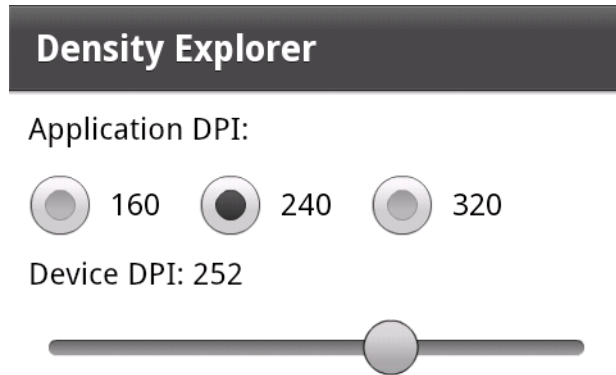 Density Explorer
Application DPI:
160 240 320
Device DPI: 252